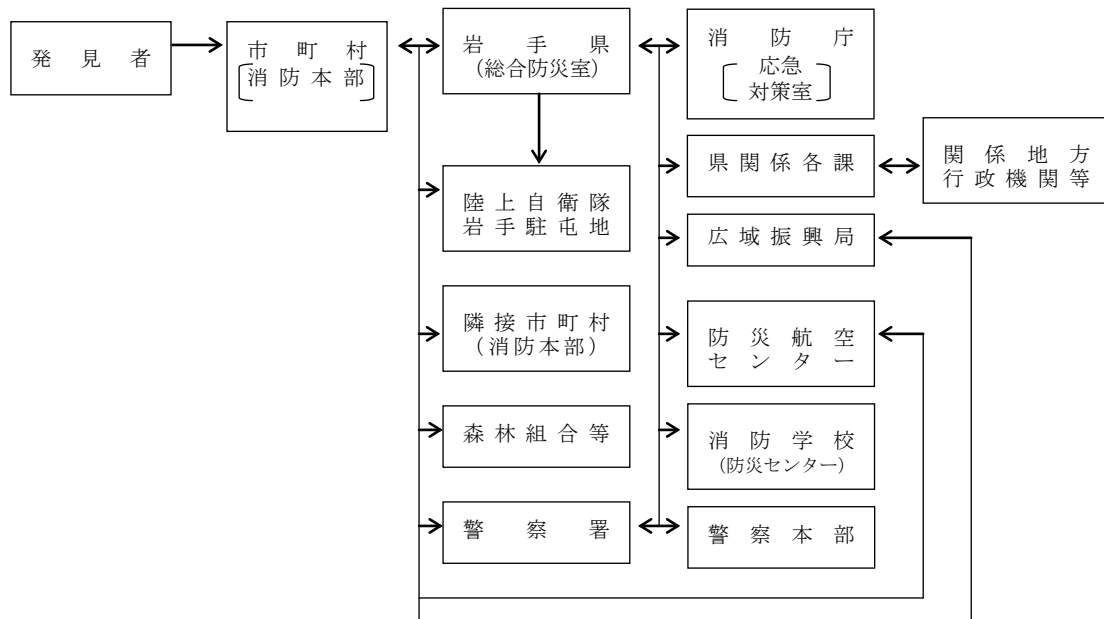 発見者
市町村
消防本部
岩手県
(総合防災室)
消防庁
応急
対策室
陸上自衛隊
岩手駐屯地
県関係各課
関係地方
行政機関等
広域振興局
隣接市町村
(消防本部)
防災航空
センター
森林組合等
消防学校
(防災センター)
警察署
警察本部